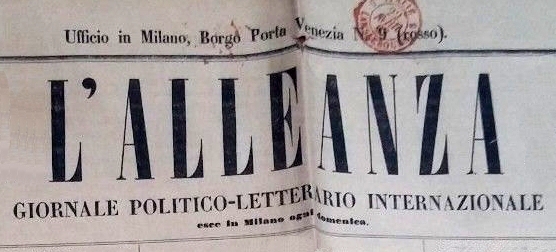 Ufficio in Milano, Borgo Porta Venezia N. 9 (rosso).
L'ALLEANZA
GIORNALE POLITICO-LETTERARIO INTERNAZIONALE
esce in Milano ogni domenica.